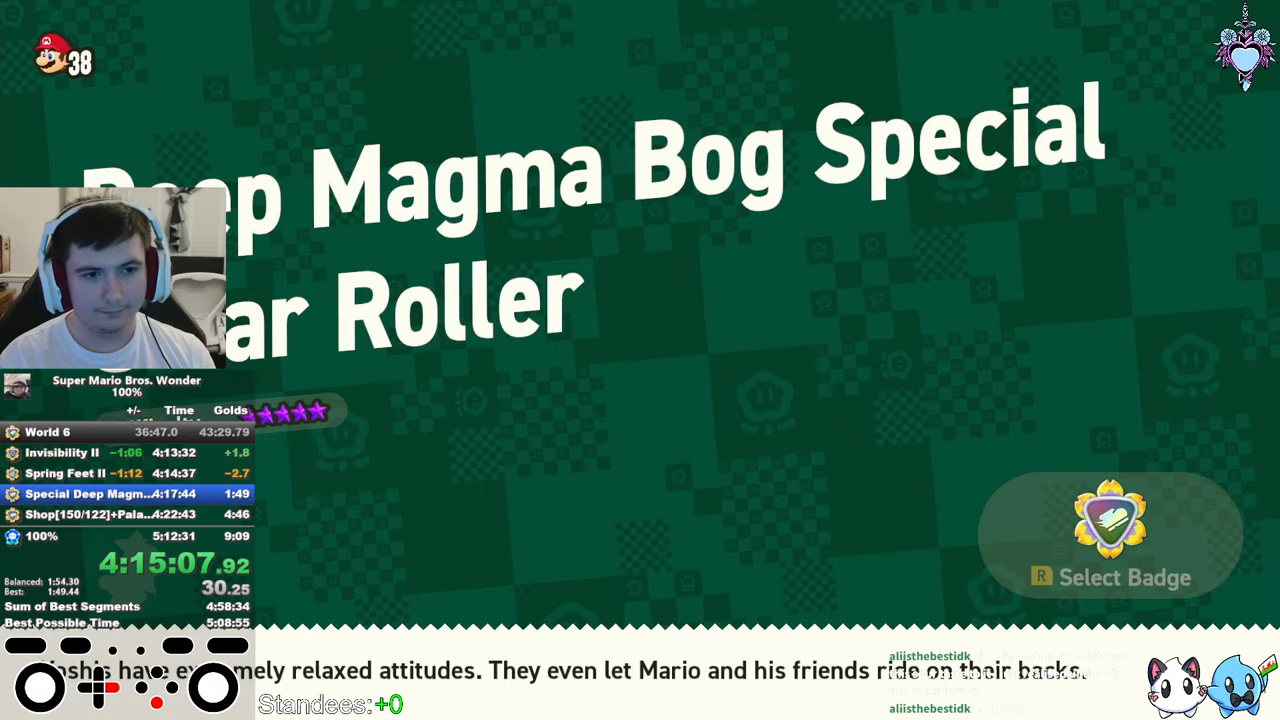 38
Magma Bog Special
Roller
Super Mario Bros. Wonder
100%
+/- Time Golds
World 6 36:47.0 43:29.79
Invisibility II −1:06 4:13:32 +1.8
Spring Feet II −1:12 4:14:37 −2.7
Special Deep Magm... 4:17:44 1:49
Shop[150/122]+Pala... 4:22:43 4:46
100% 5:12:31 9:09
4:15:07.92
Balanced: 1:54.30
Best: 1:49.44
30.25
Sum of Best Segments 4:58:34
Best Possible Time 5:08:55
R Select Badge
have extremely relaxed attitudes. They even let Mario and his friends ride on their backs.
aliisthebestidk
aliisthebestidk
Standees:+0